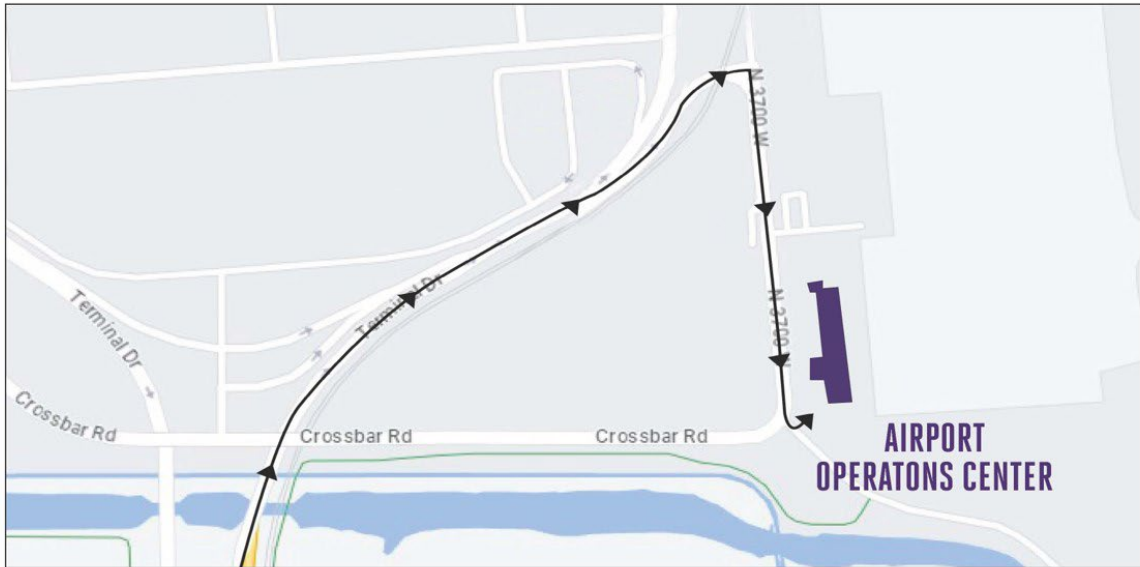 N 3700 W
Terminal Dr
Terminal Dr
N 3700 W
Crossbar Rd
Crossbar Rd
Crossbar Rd
AIRPORT
OPERATONS CENTER